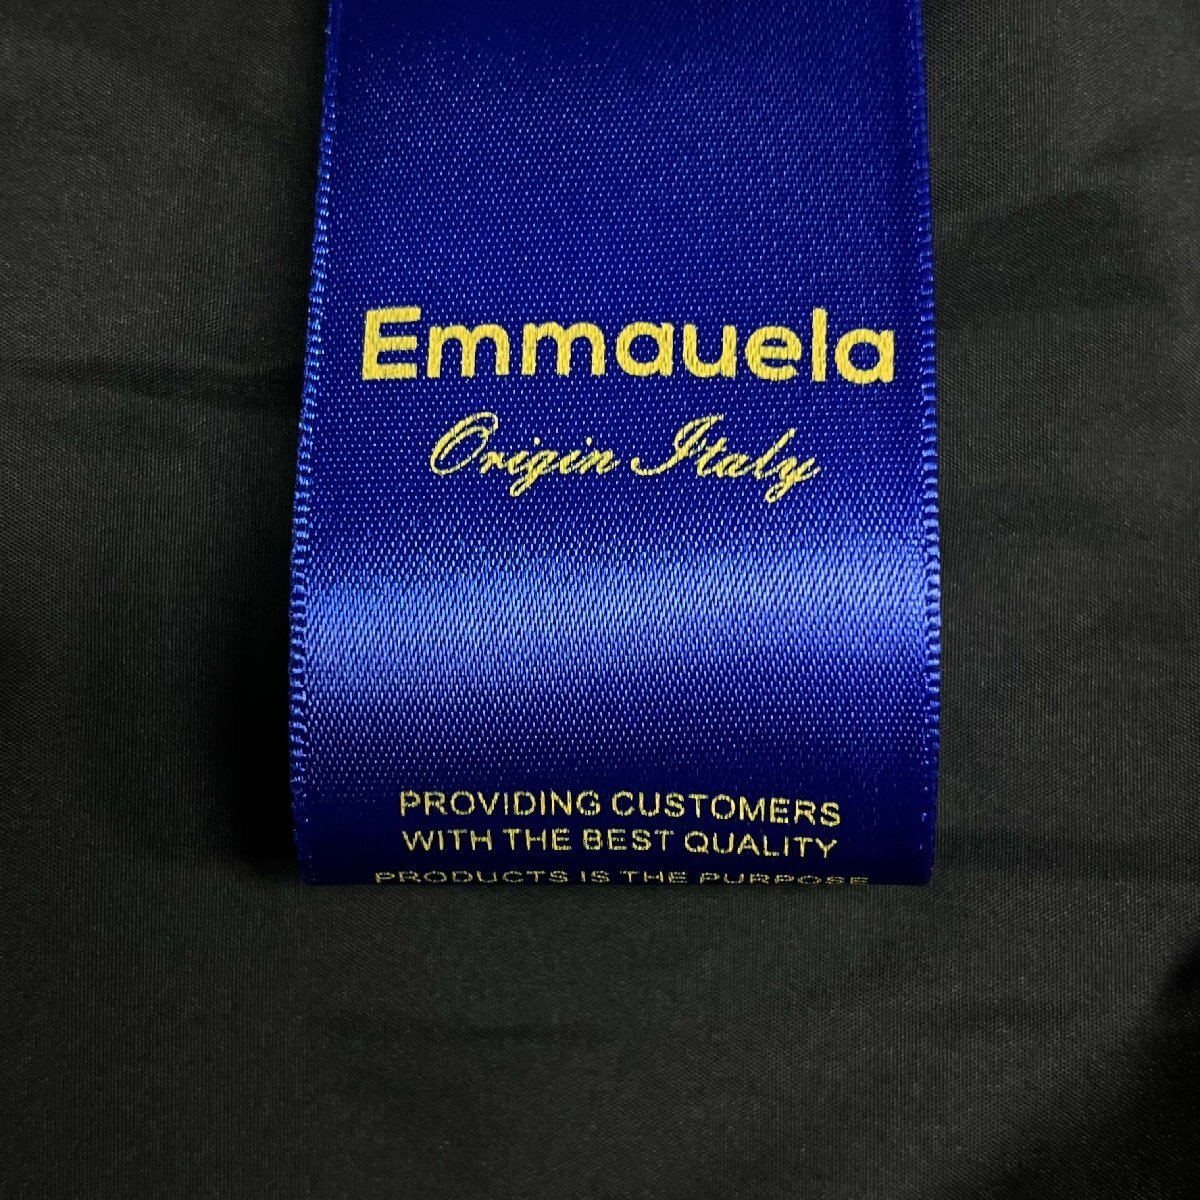 Emmauela
Origin Italy
PROVIDING CUSTOMERS
WITH THE BEST QUALITY
PRODUCTS IS THE PURPOSE